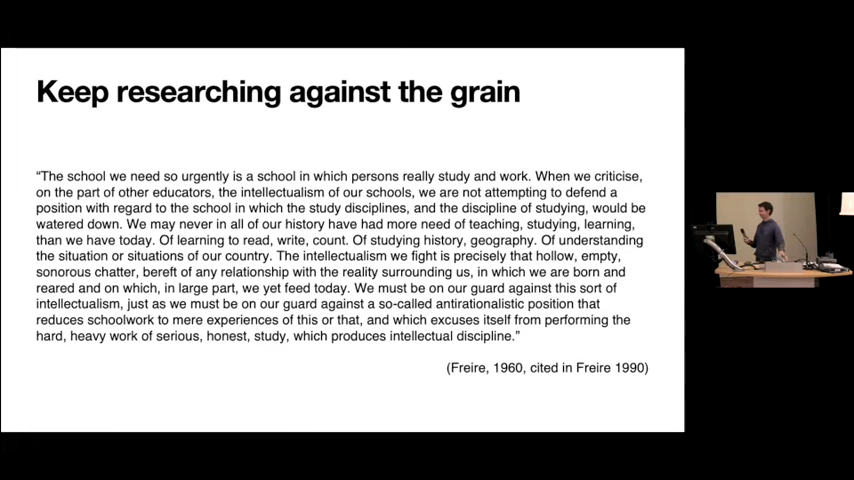 Keep researching against the grain
“The school we need so urgently is a school in which persons really study and work. When we criticise,
on the part of other educators, the intellectualism of our schools, we are not attempting to defend a
position with regard to the school in which the study disciplines, and the discipline of studying, would be
watered down. We may never in all of our history have had more need of teaching, studying, learning,
than we have today. Of learning to read, write, count. Of studying history, geography. Of understanding
the situation or situations of our country. The intellectualism we fight is precisely that hollow, empty,
sonorous chatter, bereft of any relationship with the reality surrounding us, in which we are born and
reared and on which, in large part, we yet feed today. We must be on our guard against this sort of
intellectualism, just as we must be on our guard against a so-called antirationalistic position that
reduces schoolwork to mere experiences of this or that, and which excuses itself from performing the
hard, heavy work of serious, honest, study, which produces intellectual discipline.”
(Freire, 1960, cited in Freire 1990)